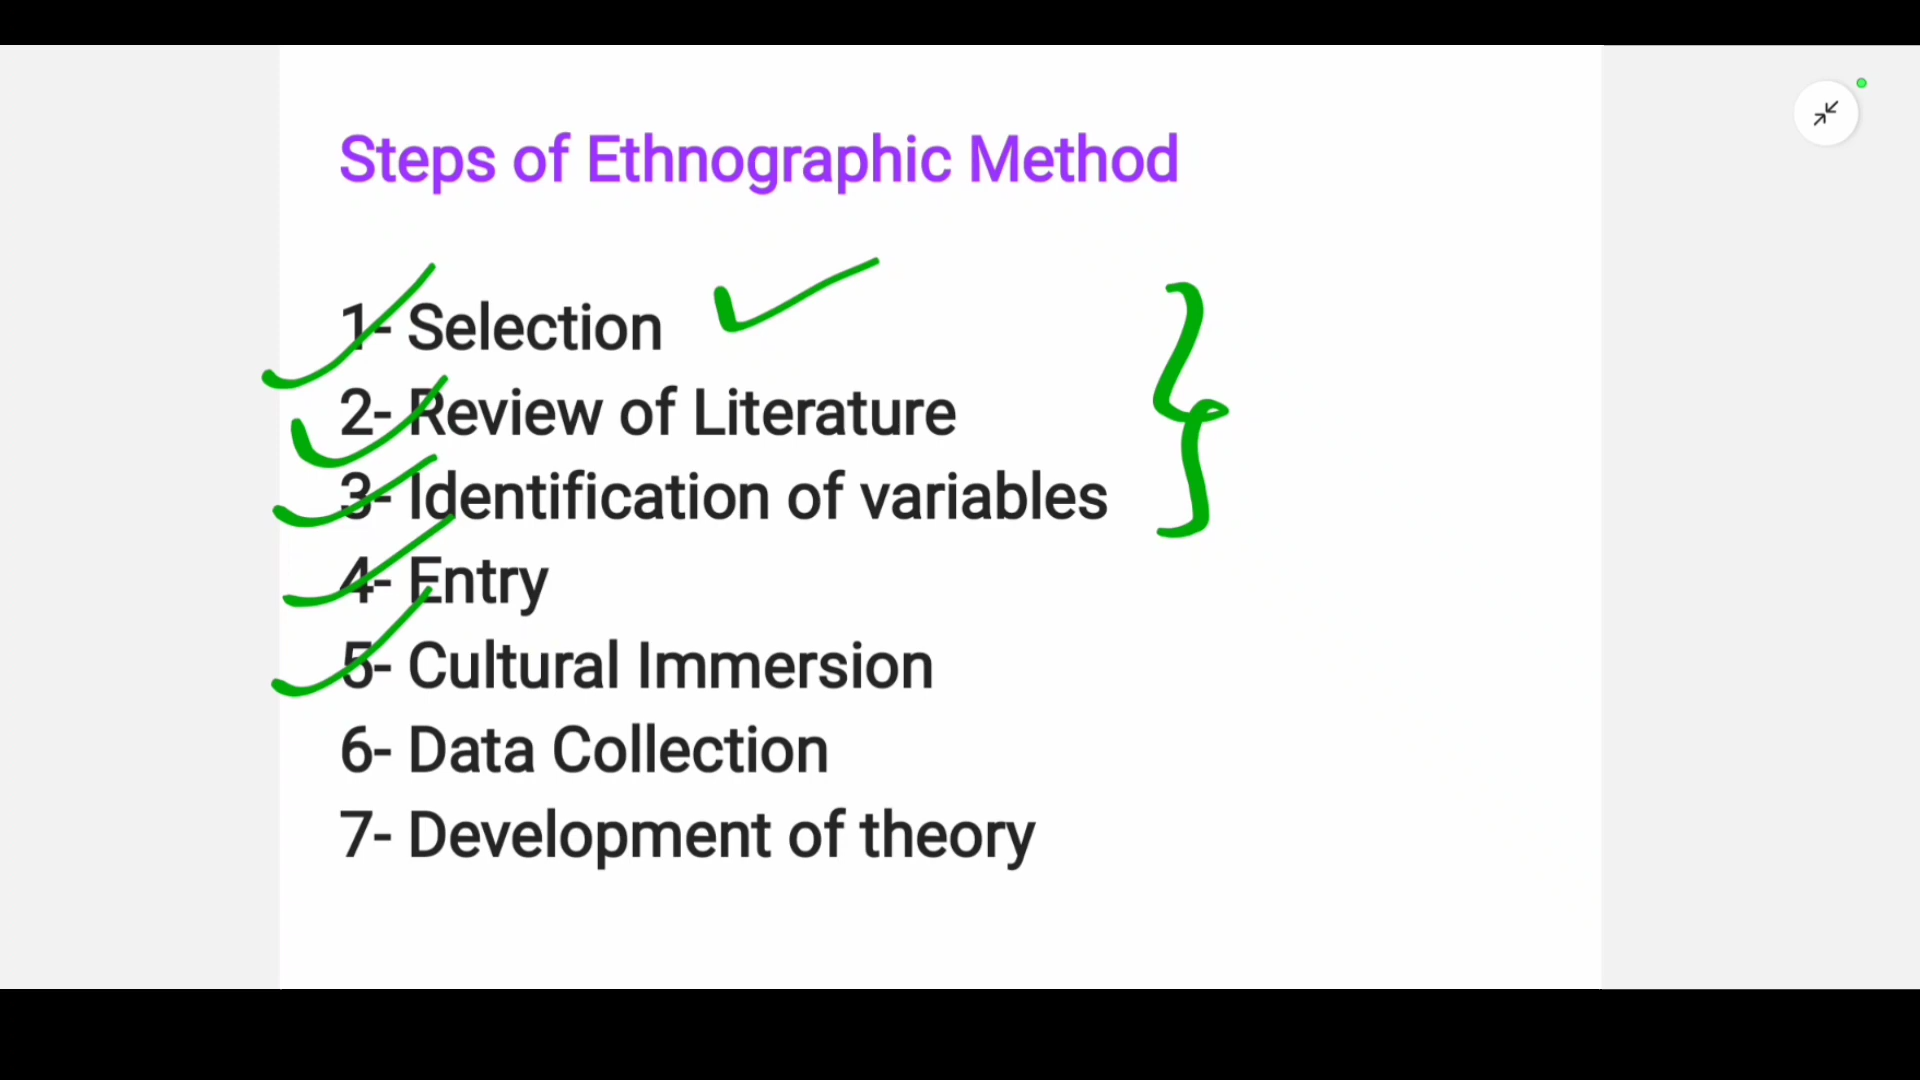 Steps of Ethnographic Method
1- Selection
2- Review of Literature
3- Identification of variables
4- Entry
5- Cultural Immersion
6- Data Collection
7- Development of theory